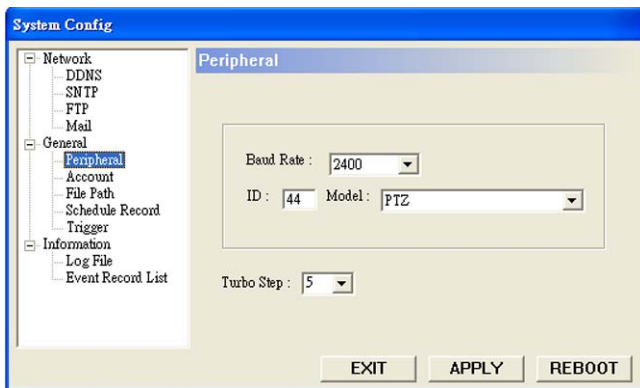 System Config
Network
DDNS
SNTP
FTP
Mail
General
Peripheral
Account
File Path
Schedule Record
Trigger
Information
Log File
Event Record List
Peripheral
Baud Rate : 2400
ID : 44 Model : PTZ
Turbo Step : 5
EXIT APPLY REBOOT